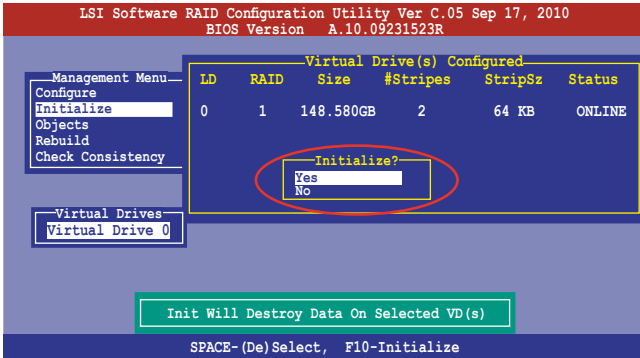 LSI Software RAID Configuration Utility Ver C.05 Sep 17, 2010
BIOS Version A.10.09231523R
Virtual Drive(s) Configured
LD RAID Size #Stripes StripSz Status
0 1 148.580GB 2 64 KB ONLINE
Management Menu
Configure
Initialize
Objects
Rebuild
Check Consistency
Initialize?
Yes
No
Virtual Drives
Virtual Drive 0
Init Will Destroy Data On Selected VD(s)
SPACE-(De)Select, F10-Initialize